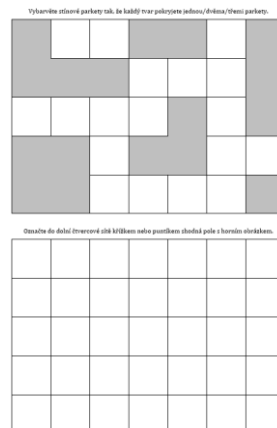 Vybarvěte stínové parkety tak, že každý tvar pokryjete jednou/dvěma/třemi parkety.
Označte do dolní čtvercové sítě křížkem nebo puntíkem shodná pole s horním obrázkem.